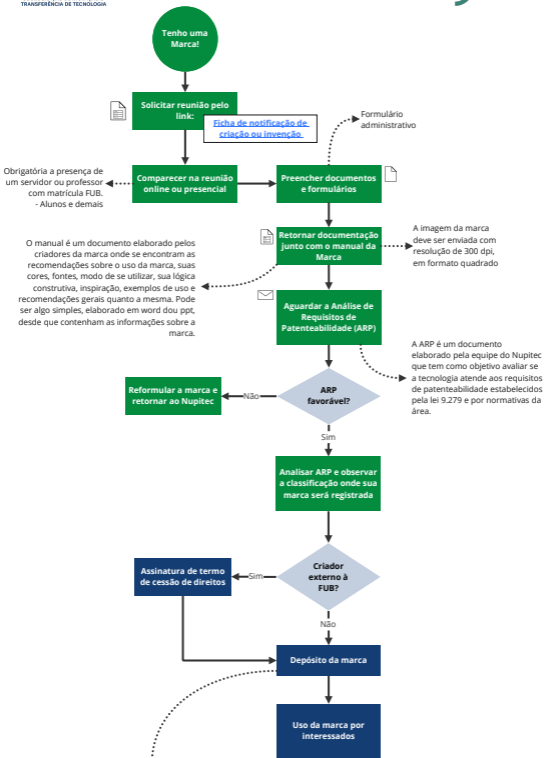 TRANSFERÊNCIA DE TECNOLOGIA
Tenho uma
Marca!
Solicitar reunião pelo
link:
Ficha de notificação de
criação ou invenção
Formulário
administrativo
Obrigatória a presença de
um servidor ou professor
com matrícula FUB.
- Alunos e demais
Comparecer na reunião
online ou presencial
Preencher documentos
e formulários
Retornar documentação
junto com o manual da
Marca
A imagem da marca
deve ser enviada com
resolução de 300 dpi,
em formato quadrado
O manual é um documento elaborado pelos
criadores da marca onde se encontram as
recomendações sobre o uso da marca, suas
cores, fontes, modo de se utilizar, sua lógica
construtiva, inspiração, exemplos de uso e
recomendações gerais quanto a mesma. Pode
ser algo simples, elaborado em word dou ppt,
desde que contenham as informações sobre a
marca.
Aguardar a Análise de
Requisitos de
Patenteabilidade (ARP)
A ARP é um documento
elaborado pela equipe do Nupitec
que tem como objetivo avaliar se
a tecnologia atende aos requisitos
de patenteabilidade estabelecidos
pela lei 9.279 e por normativas da
área.
ARP
favorável?
Não
Reformular a marca e
retornar ao Nupitec
Sim
Analisar ARP e observar
a classificação onde sua
marca será registrada
Criador
externo à
FUB?
Sim
Assinatura de termo
de cessão de direitos
Não
Depósito da marca
Uso da marca por
interessados